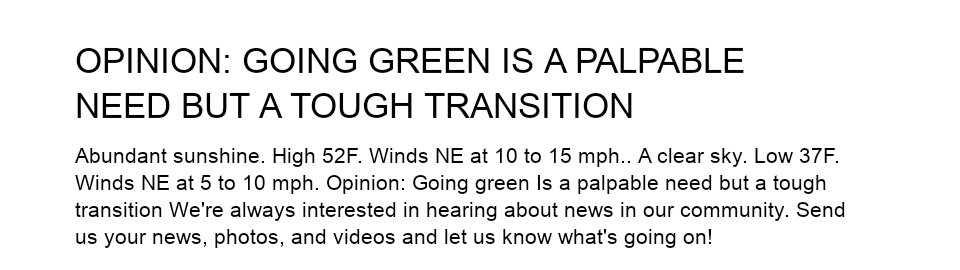 OPINION: GOING GREEN IS A PALPABLE
NEED BUT A TOUGH TRANSITION
Abundant sunshine. High 52F. Winds NE at 10 to 15 mph.. A clear sky. Low 37F.
Winds NE at 5 to 10 mph. Opinion: Going green Is a palpable need but a tough
transition We're always interested in hearing about news in our community. Send
us your news, photos, and videos and let us know what's going on!